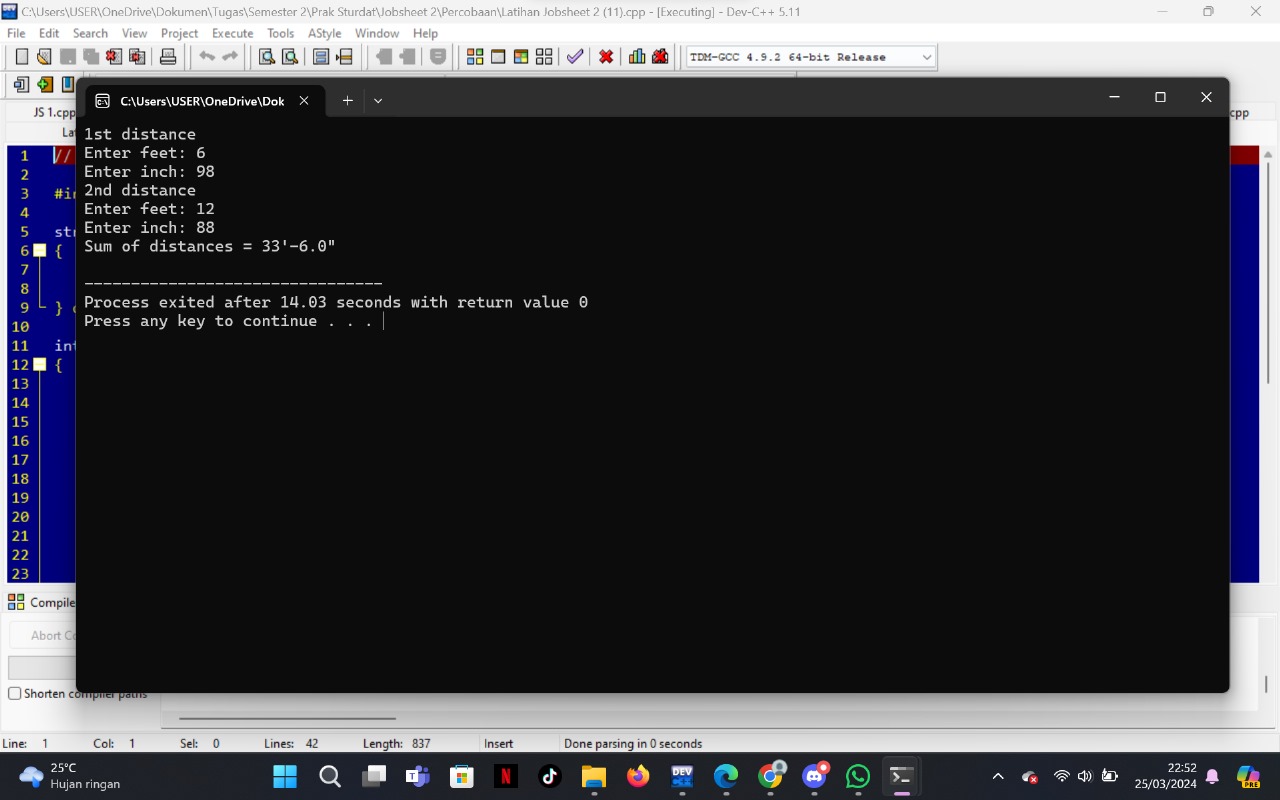 C:\Users\USER\OneDrive\Dokumen\Tugas\Semester 2\Prak Sturdat\Jobsheet 2\Percobaan\Latihan Jobsheet 2 (11).cpp - [Executing] - Dev-C++ 5.11
File Edit Search View Project Execute Tools AStyle Window Help
TDM-GCC 4.9.2 64-bit Release
JS 1.cpp
cpp
C:\Users\USER\OneDrive\Dok
1st distance
Enter feet: 6
Enter inch: 98
2nd distance
Enter feet: 12
Enter inch: 88
Sum of distances = 33'-6.0"
--------------------------------
Process exited after 14.03 seconds with return value 0
Press any key to continue . . .
1 //
2
3 #in
4
5 str
6 {
7
8
9 }
10
11 int
12 {
13
14
15
16
17
18
19
20
21
22
23
Compile
Abort Co
Shorten compiler paths
Line: 1 Col: 1 Sel: 0 Lines: 42 Length: 837 Insert Done parsing in 0 seconds
25°C
Hujan ringan
DEV
PRE
22:52
25/03/2024